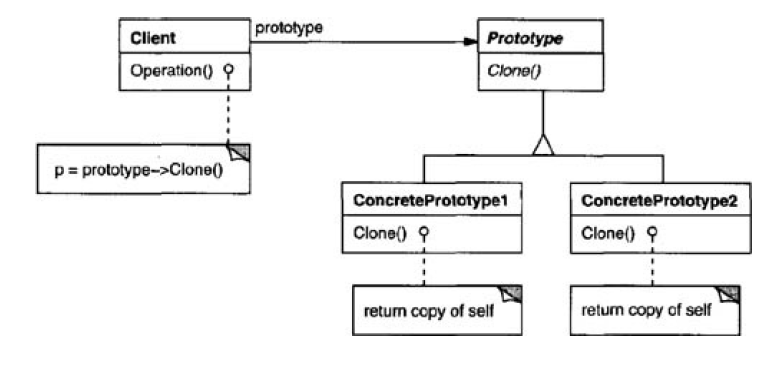 prototype
Client
Prototype
Operation()
Clone()
p = prototype–>Clone()
ConcretePrototype1
ConcretePrototype2
Clone()
Clone()
return copy of self
return copy of self